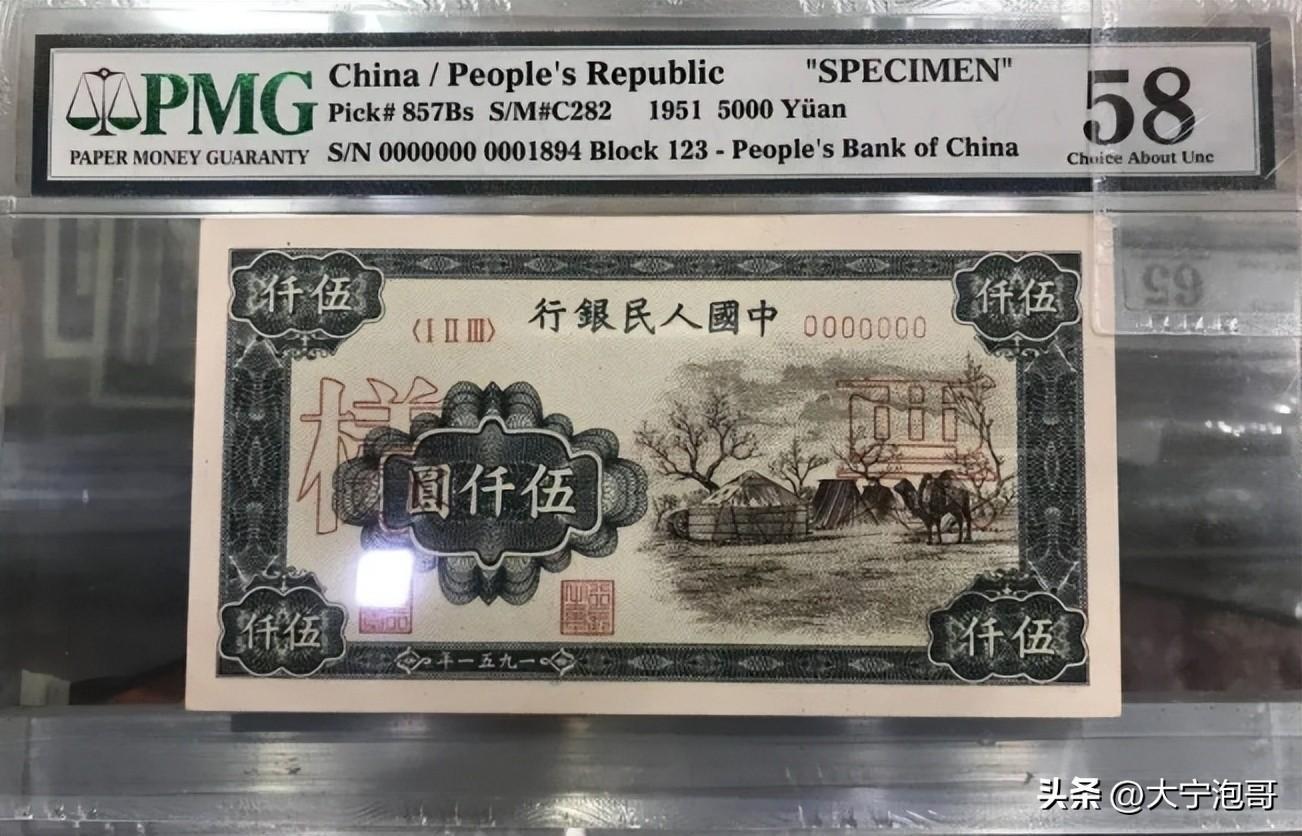 PMG
PAPER MONEY GUARANTY
China / People's Republic "SPECIMEN"
Pick# 857Bs S/M#C282 1951 5000 Yüan
S/N 0000000 0001894 Block 123 - People's Bank of China
58
Choice About Unc
65
仟伍
行銀民人國中
仟伍
〈I II III〉
0000000
樣
票
圓仟伍
仟伍
年一五九一
仟伍
头条 @大宁泡哥